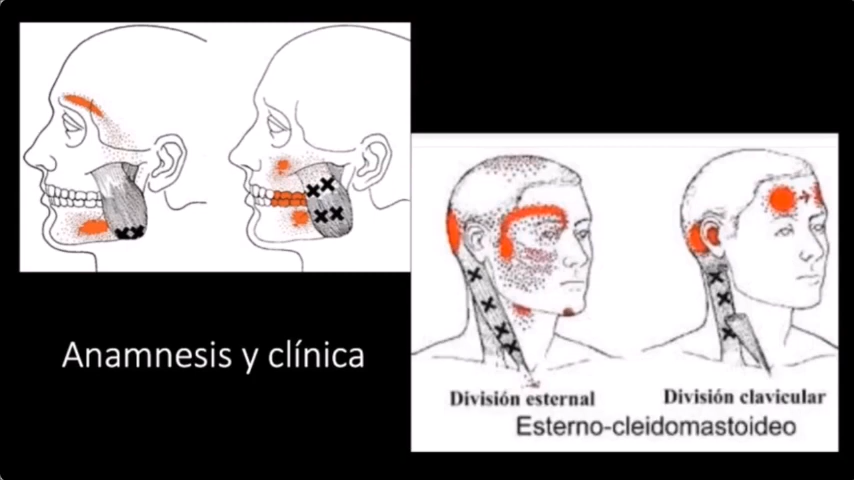 Anamnesis y clínica
División esternal
División clavicular
Esterno-cleidomastoideo